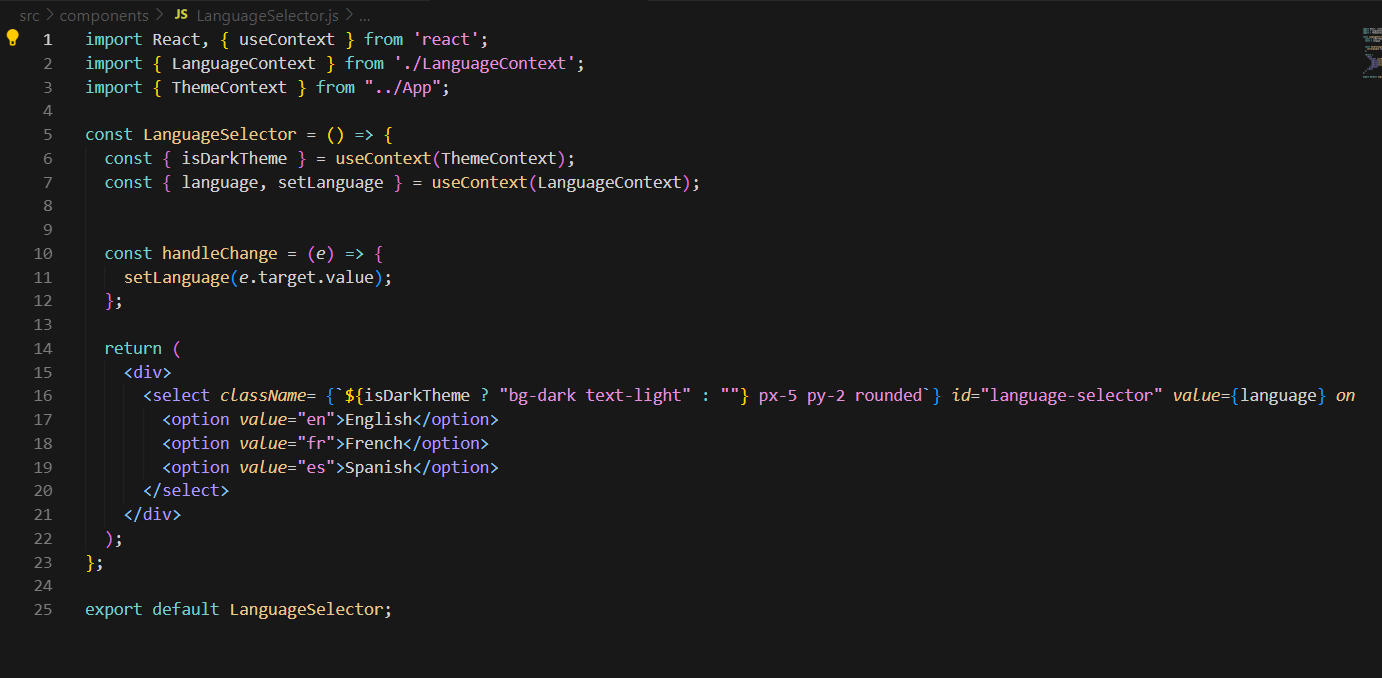 src > components > JS LanguageSelector.js > ...
1 import React, { useContext } from 'react';
2 import { LanguageContext } from './LanguageContext';
3 import { ThemeContext } from "../App";
4
5 const LanguageSelector = () => {
6   const { isDarkTheme } = useContext(ThemeContext);
7   const { language, setLanguage } = useContext(LanguageContext);
8
9
10   const handleChange = (e) => {
11     setLanguage(e.target.value);
12   };
13
14   return (
15     <div>
16       <select className= {`${isDarkTheme ? "bg-dark text-light" : ""} px-5 py-2 rounded`} id="language-selector" value={language} on
17         <option value="en">English</option>
18         <option value="fr">French</option>
19         <option value="es">Spanish</option>
20       </select>
21     </div>
22   );
23 };
24
25 export default LanguageSelector;